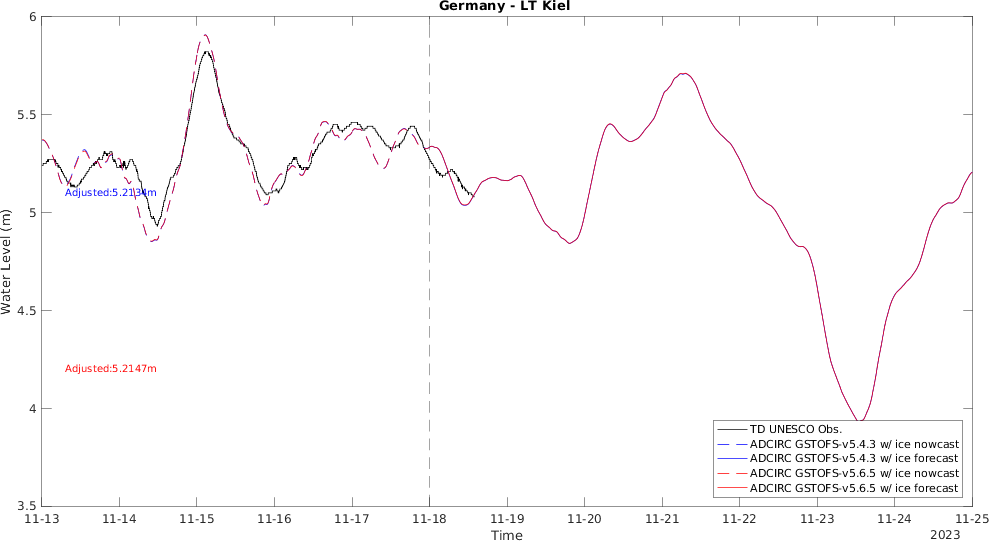 Germany - LT Kiel
6
5.5
5
4.5
4
3.5
Water Level (m)
Adjusted:5.2134m
Adjusted:5.2147m
TD UNESCO Obs.
ADCIRC GSTOFS-v5.4.3 w/ ice nowcast
ADCIRC GSTOFS-v5.4.3 w/ ice forecast
ADCIRC GSTOFS-v5.6.5 w/ ice nowcast
ADCIRC GSTOFS-v5.6.5 w/ ice forecast
11-13 11-14 11-15 11-16 11-17 11-18 11-19 11-20 11-21 11-22 11-23 11-24 11-25
Time
2023